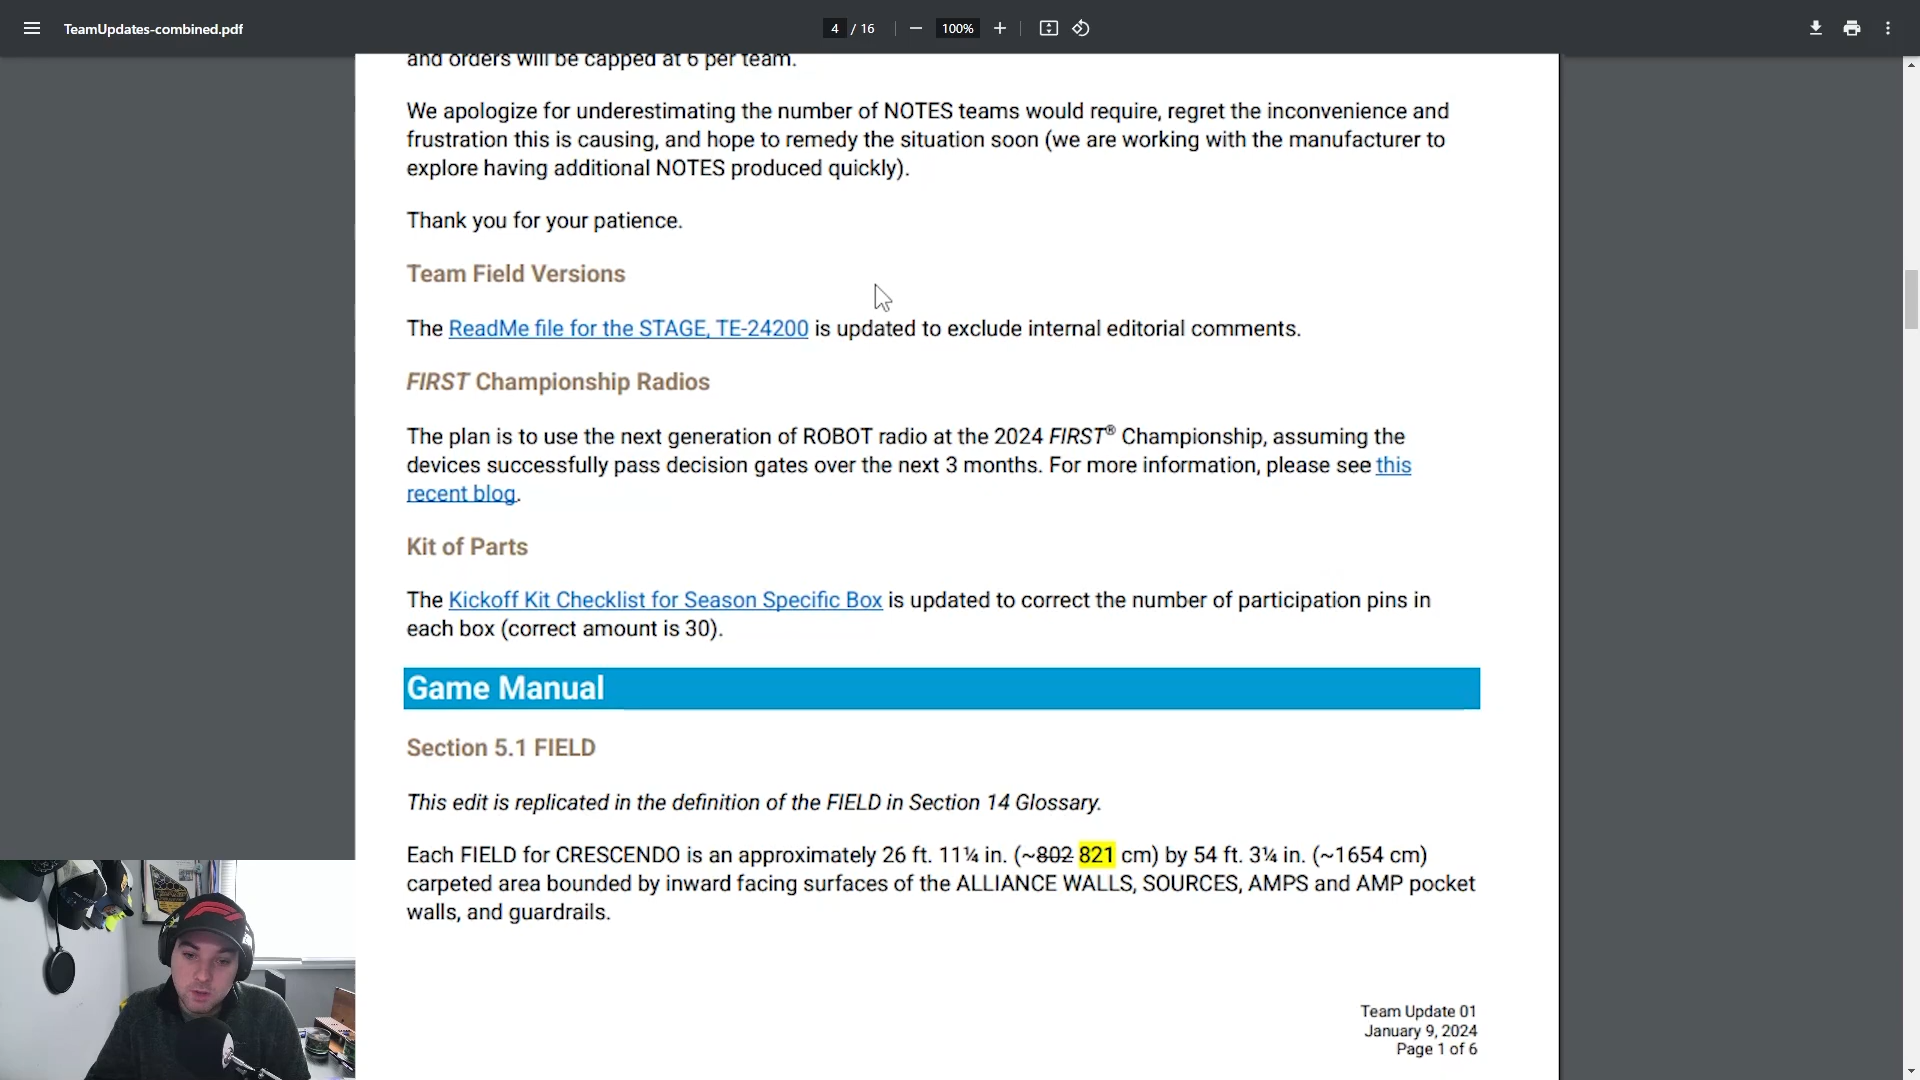 TeamUpdates-combined.pdf
4 / 16
100%
and orders will be capped at 6 per team.
We apologize for underestimating the number of NOTES teams would require, regret the inconvenience and
frustration this is causing, and hope to remedy the situation soon (we are working with the manufacturer to
explore having additional NOTES produced quickly).
Thank you for your patience.
Team Field Versions
The ReadMe file for the STAGE, TE-24200 is updated to exclude internal editorial comments.
FIRST Championship Radios
The plan is to use the next generation of ROBOT radio at the 2024 FIRST® Championship, assuming the
devices successfully pass decision gates over the next 3 months. For more information, please see this
recent blog.
Kit of Parts
The Kickoff Kit Checklist for Season Specific Box is updated to correct the number of participation pins in
each box (correct amount is 30).
Game Manual
Section 5.1 FIELD
This edit is replicated in the definition of the FIELD in Section 14 Glossary.
Each FIELD for CRESCENDO is an approximately 26 ft. 11¼ in. (~802 821 cm) by 54 ft. 3¼ in. (~1654 cm)
carpeted area bounded by inward facing surfaces of the ALLIANCE WALLS, SOURCES, AMPS and AMP pocket
walls, and guardrails.
Team Update 01
January 9, 2024
Page 1 of 6